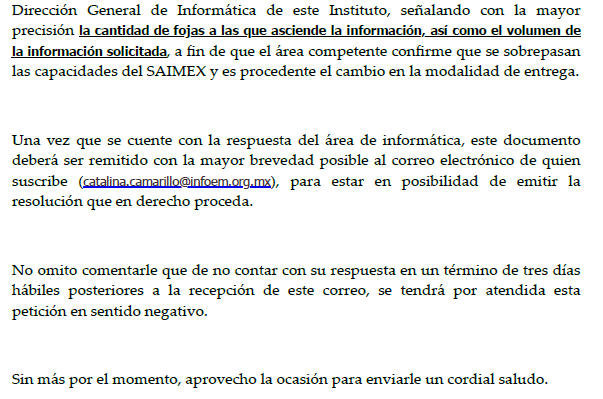 Dirección General de Informática de este Instituto, señalando con la mayor
precisión la cantidad de fojas a las que asciende la información, así como el volumen de
la información solicitada, a fin de que el área competente confirme que se sobrepasan
las capacidades del SAIMEX y es procedente el cambio en la modalidad de entrega.
Una vez que se cuente con la respuesta del área de informática, este documento
deberá ser remitido con la mayor brevedad posible al correo electrónico de quien
suscribe (catalina.camarillo@infoem.org.mx), para estar en posibilidad de emitir la
resolución que en derecho proceda.
No omito comentarle que de no contar con su respuesta en un término de tres días
hábiles posteriores a la recepción de este correo, se tendrá por atendida esta
petición en sentido negativo.
Sin más por el momento, aprovecho la ocasión para enviarle un cordial saludo.